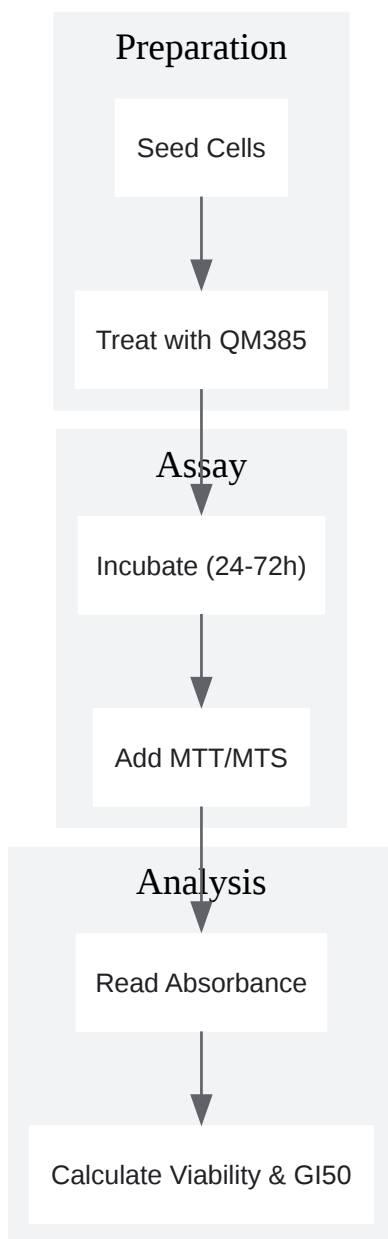 Preparation
Seed Cells
Treat with QM385
Assay
Incubate (24-72h)
Add MTT/MTS
Analysis
Read Absorbance
Calculate Viability & GI50